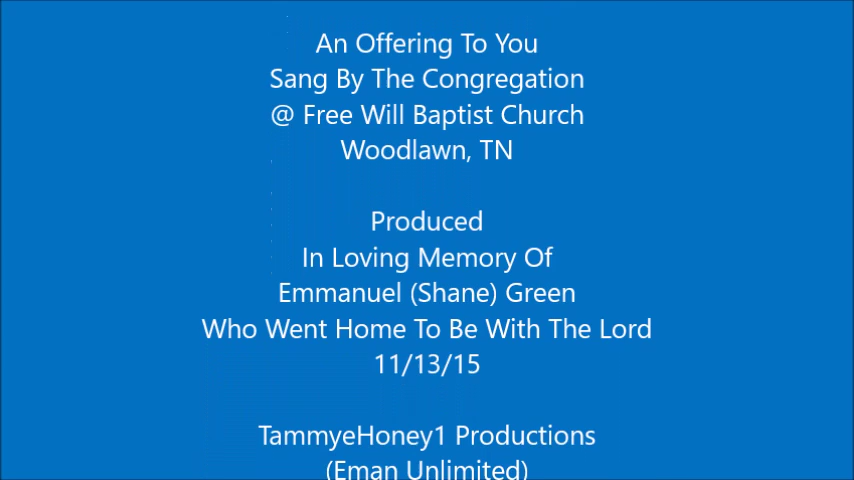 An Offering To You
Sang By The Congregation
@ Free Will Baptist Church
Woodlawn, TN
Produced
In Loving Memory Of
Emmanuel (Shane) Green
Who Went Home To Be With The Lord
11/13/15
TammyeHoney1 Productions
(Eman Unlimited)